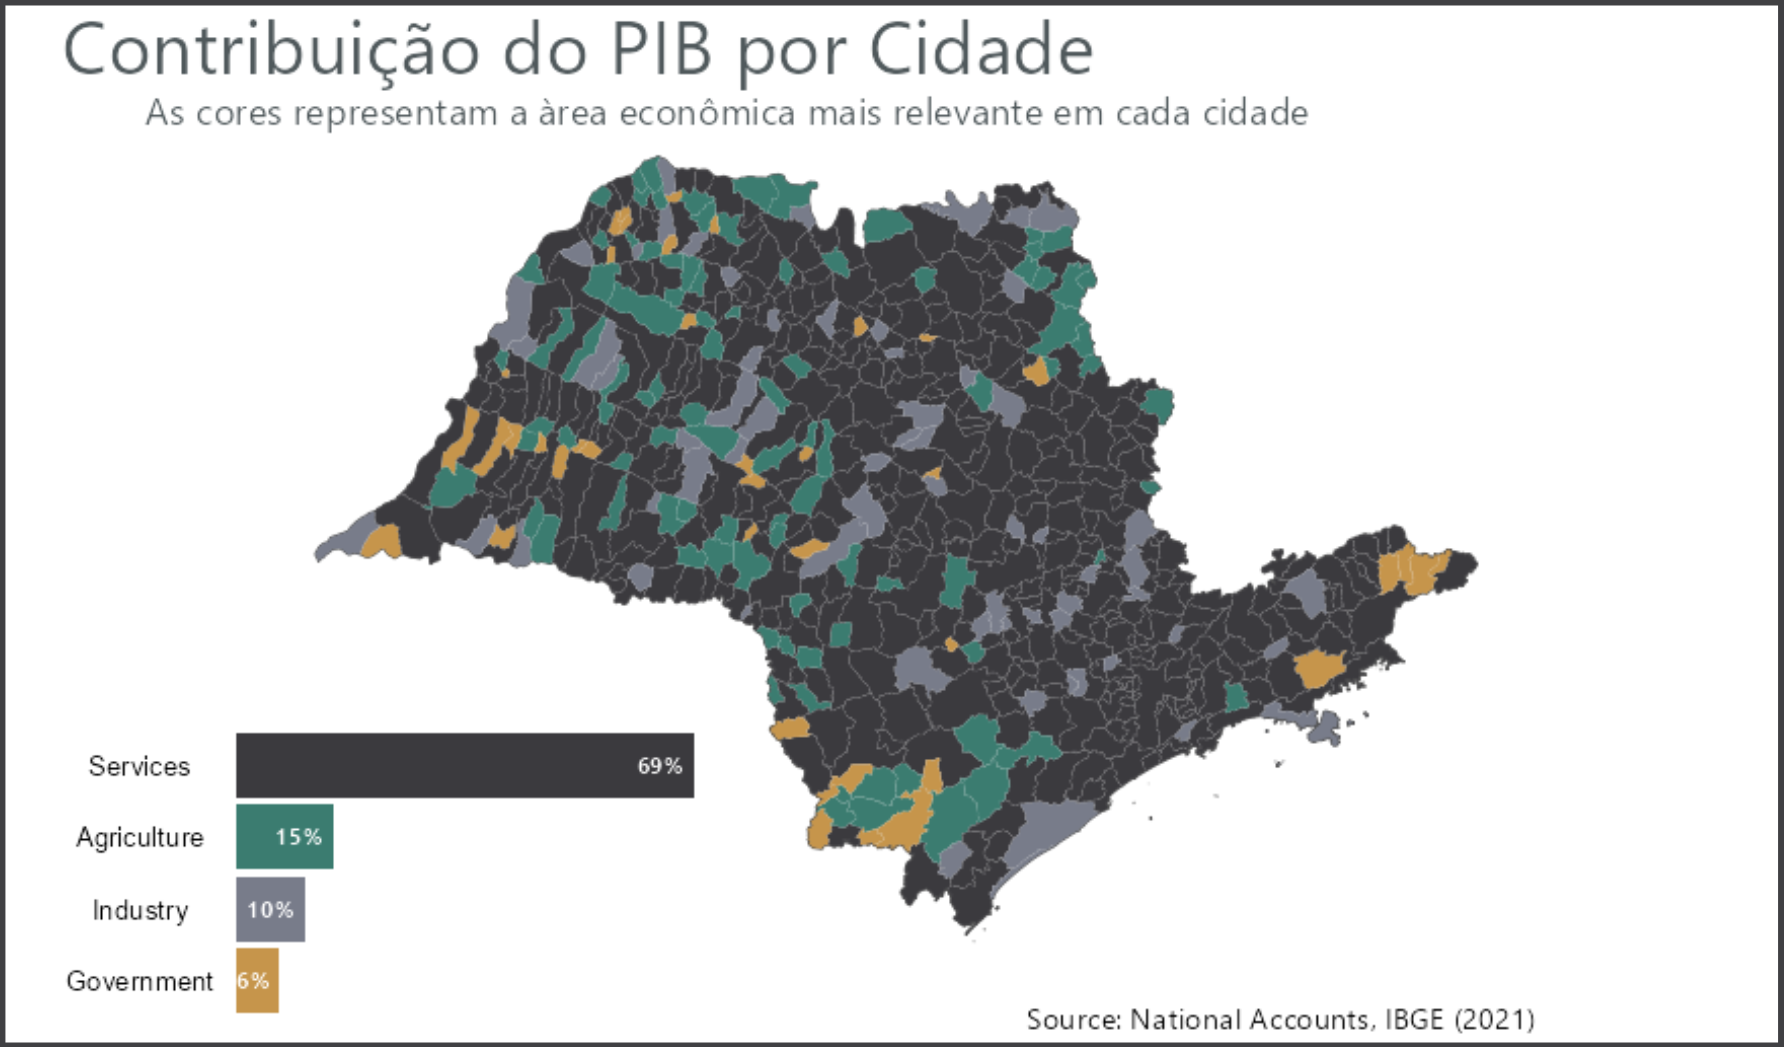 Contribuição do PIB por Cidade
As cores representam a àrea econômica mais relevante em cada cidade
Services 69%
Agriculture 15%
Industry 10%
Government 6%
Source: National Accounts, IBGE (2021)